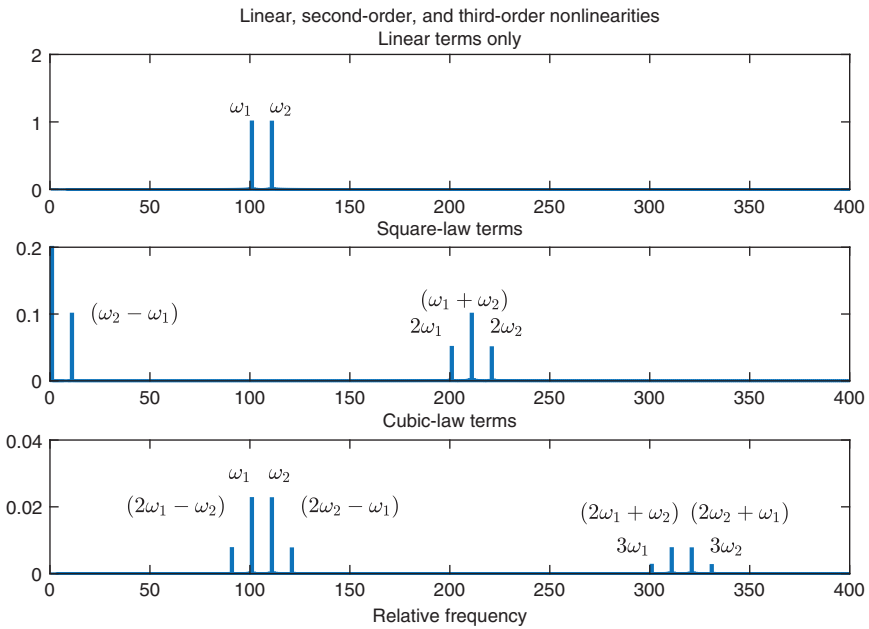 Linear, second-order, and third-order nonlinearities
Linear terms only
2
1
0
ω₁ ω₂
0 50 100 150 200 250 300 350 400
Square-law terms
0.2
0.1
0
(ω₂ − ω₁)
(ω₁ + ω₂)
2ω₁ 2ω₂
0 50 100 150 200 250 300 350 400
Cubic-law terms
0.04
0.02
0
ω₁ ω₂
(2ω₁ − ω₂) (2ω₂ − ω₁)
(2ω₁ + ω₂) (2ω₂ + ω₁)
3ω₁ 3ω₂
0 50 100 150 200 250 300 350 400
Relative frequency